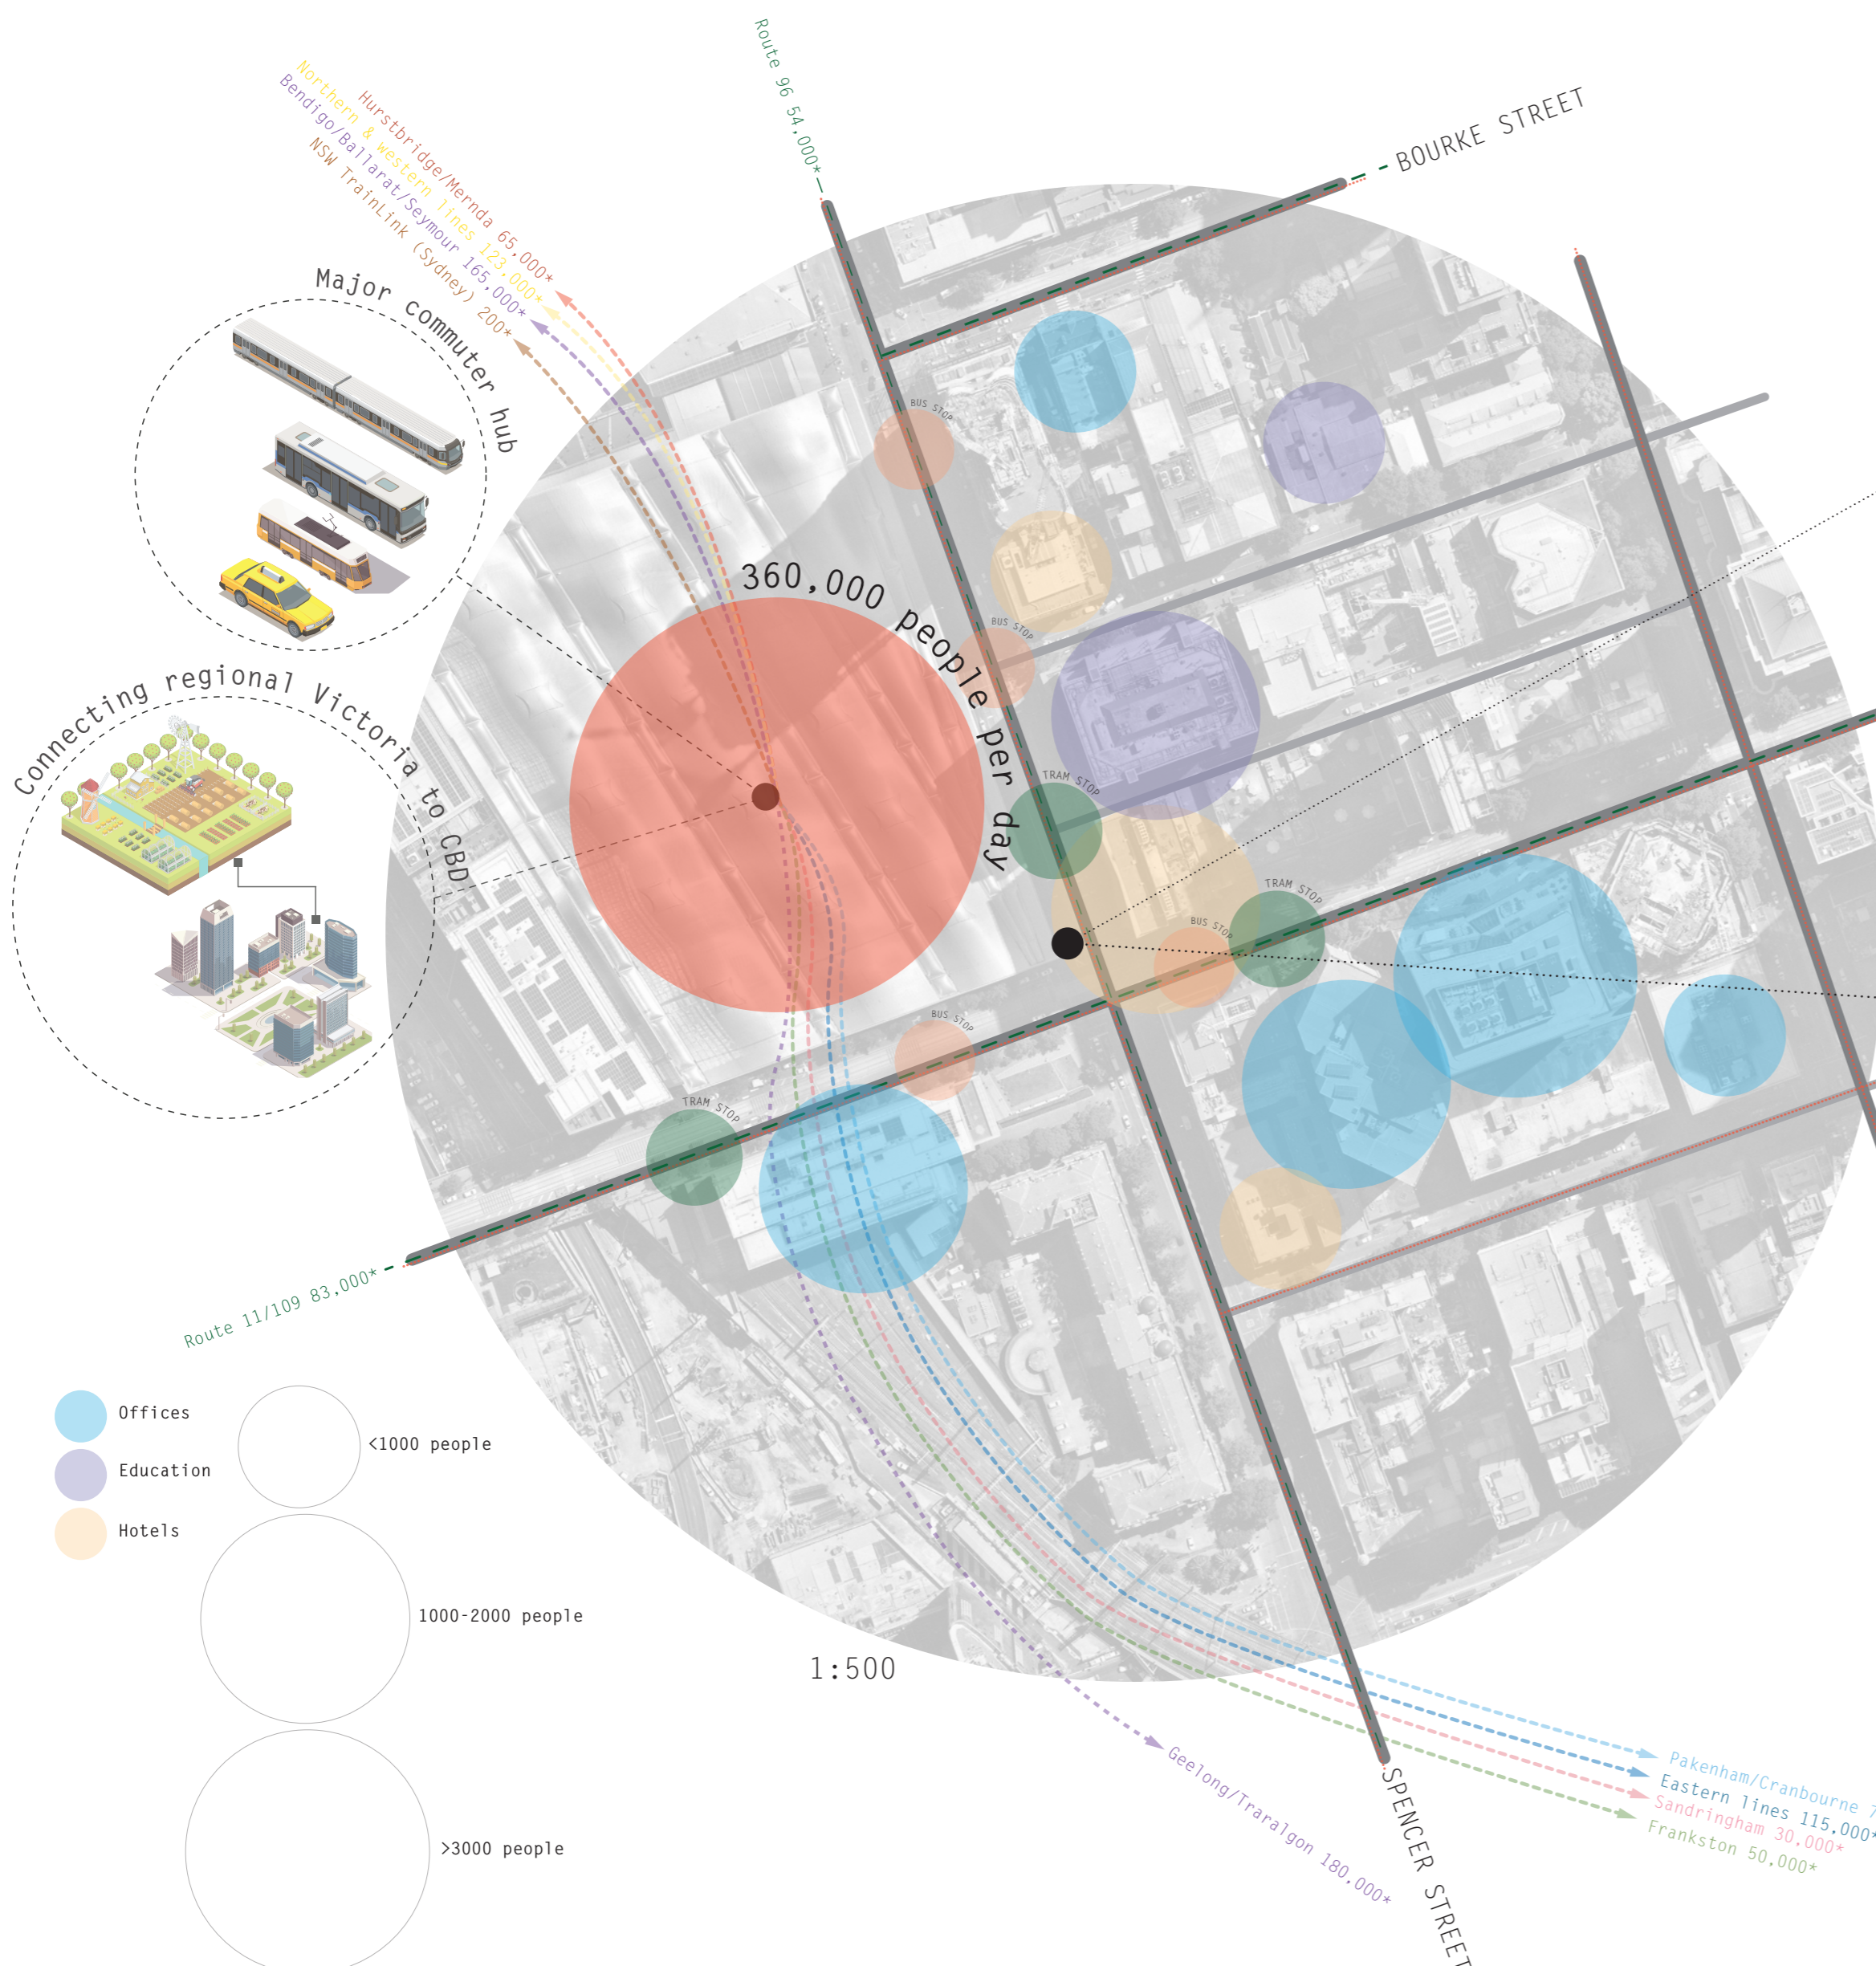 Route 96 54,000*
BOURKE STREET
Hurstbridge/Mernda 65,000*
Northern & western lines 123,000*
Bendigo/Ballarat/Seymour 165,000*
NSW TrainLink (Sydney) 200*
Major commuter hub
BUS STOP
360,000 people per day
BUS STOP
Connecting regional Victoria to CBD
TRAM STOP
TRAM STOP
BUS STOP
BUS STOP
TRAM STOP
Route 11/109 83,000*
Offices
<1000 people
Education
Hotels
1000-2000 people
1:500
>3000 people
Geelong/Traralgon 180,000*
SPENCER STREET
Pakenham/Cranbourne
Eastern lines 115,000*
Sandringham 30,000*
Frankston 50,000*